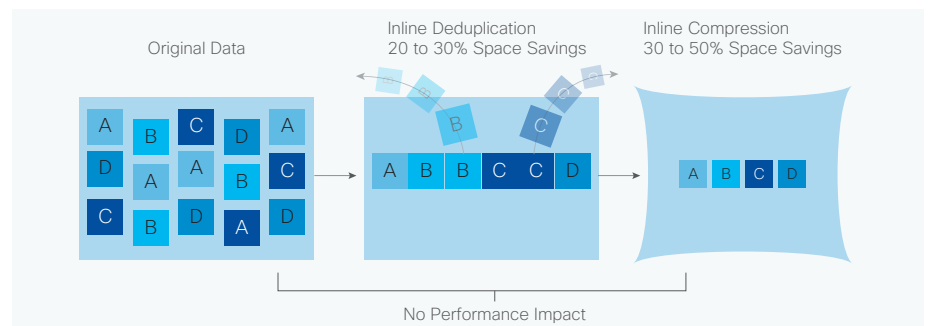 Original Data
Inline Deduplication
20 to 30% Space Savings
Inline Compression
30 to 50% Space Savings
A B C D A
D A A B C
C B D A D
B B B
C C C
A B B C C D
A B C D
No Performance Impact